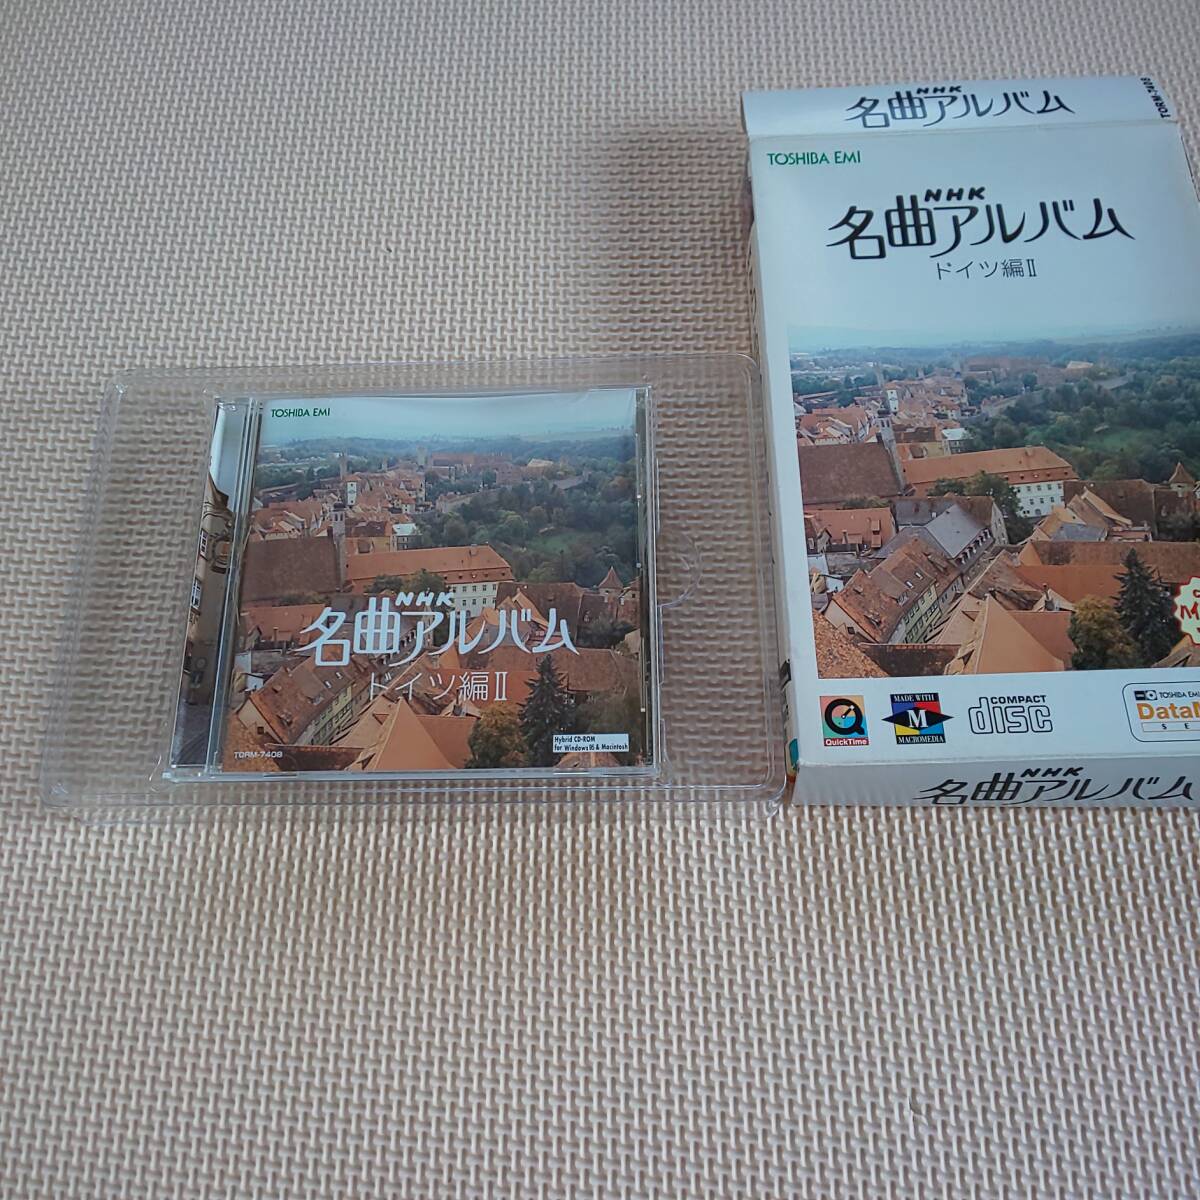 TOSHIBA EMI
NHK
名曲アルバム
ドイツ編Ⅱ
TORM-7408
Hybrid CD-ROM
for Windows95 & Macintosh
NHK
名曲アルバム
TORM-7408
TOSHIBA EMI
NHK
名曲アルバム
ドイツ編Ⅱ
QuickTime
MADE WITH
M
MACROMEDIA
COMPACT
disc
TOSHIBA EMI
NHK
名曲アルバム